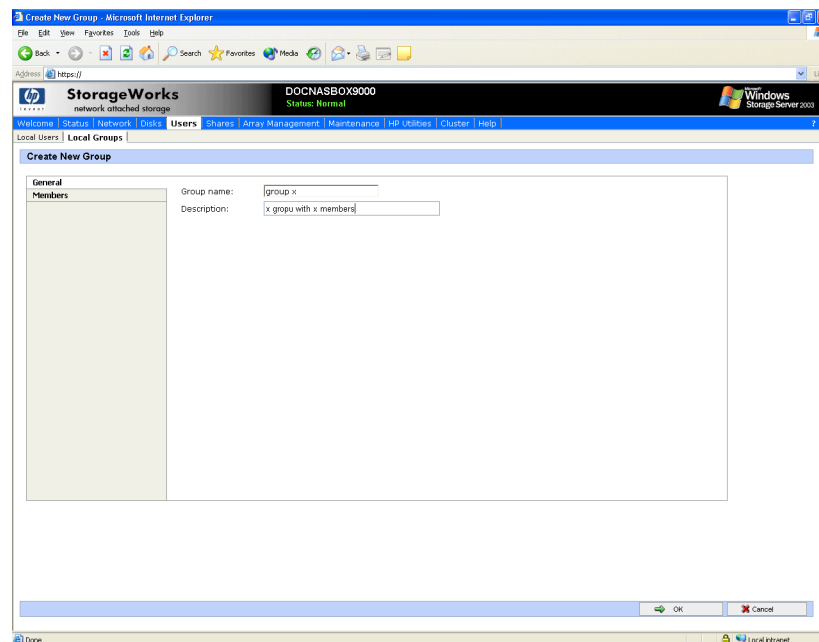 Create New Group - Microsoft Internet Explorer
File Edit View Favorites Tools Help
Back Search Favorites Media
Address https://
hp invent StorageWorks DOCNASBOX9000 Microsoft Windows
network attached storage Status: Normal Storage Server 2003
Welcome Status Network Disks Users Shares Array Management Maintenance HP Utilities Cluster Help ?
Local Users Local Groups
Create New Group
General
Members
Group name: group x
Description: x gropu with x members
OK Cancel
Done Local intranet